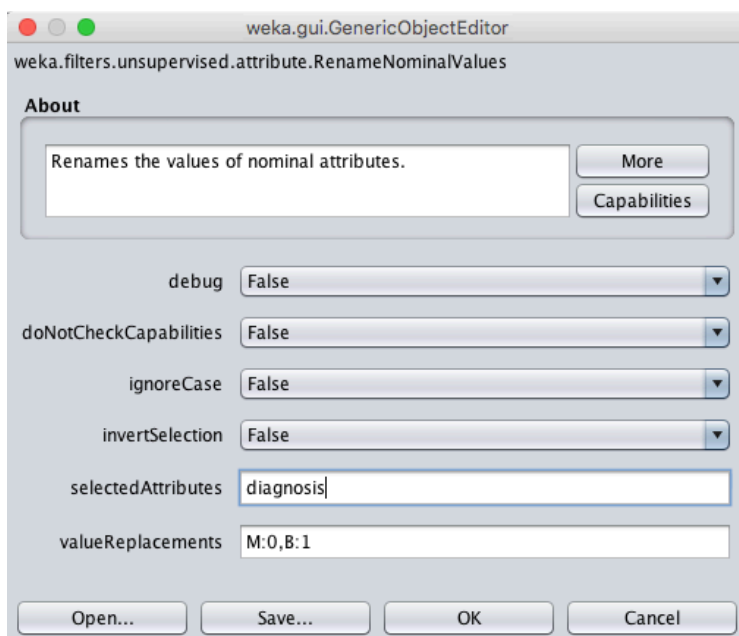 weka.gui.GenericObjectEditor
weka.filters.unsupervised.attribute.RenameNominalValues
About
Renames the values of nominal attributes.
More
Capabilities
debug False
doNotCheckCapabilities False
ignoreCase False
invertSelection False
selectedAttributes diagnosis
valueReplacements M:0,B:1
Open... Save... OK Cancel